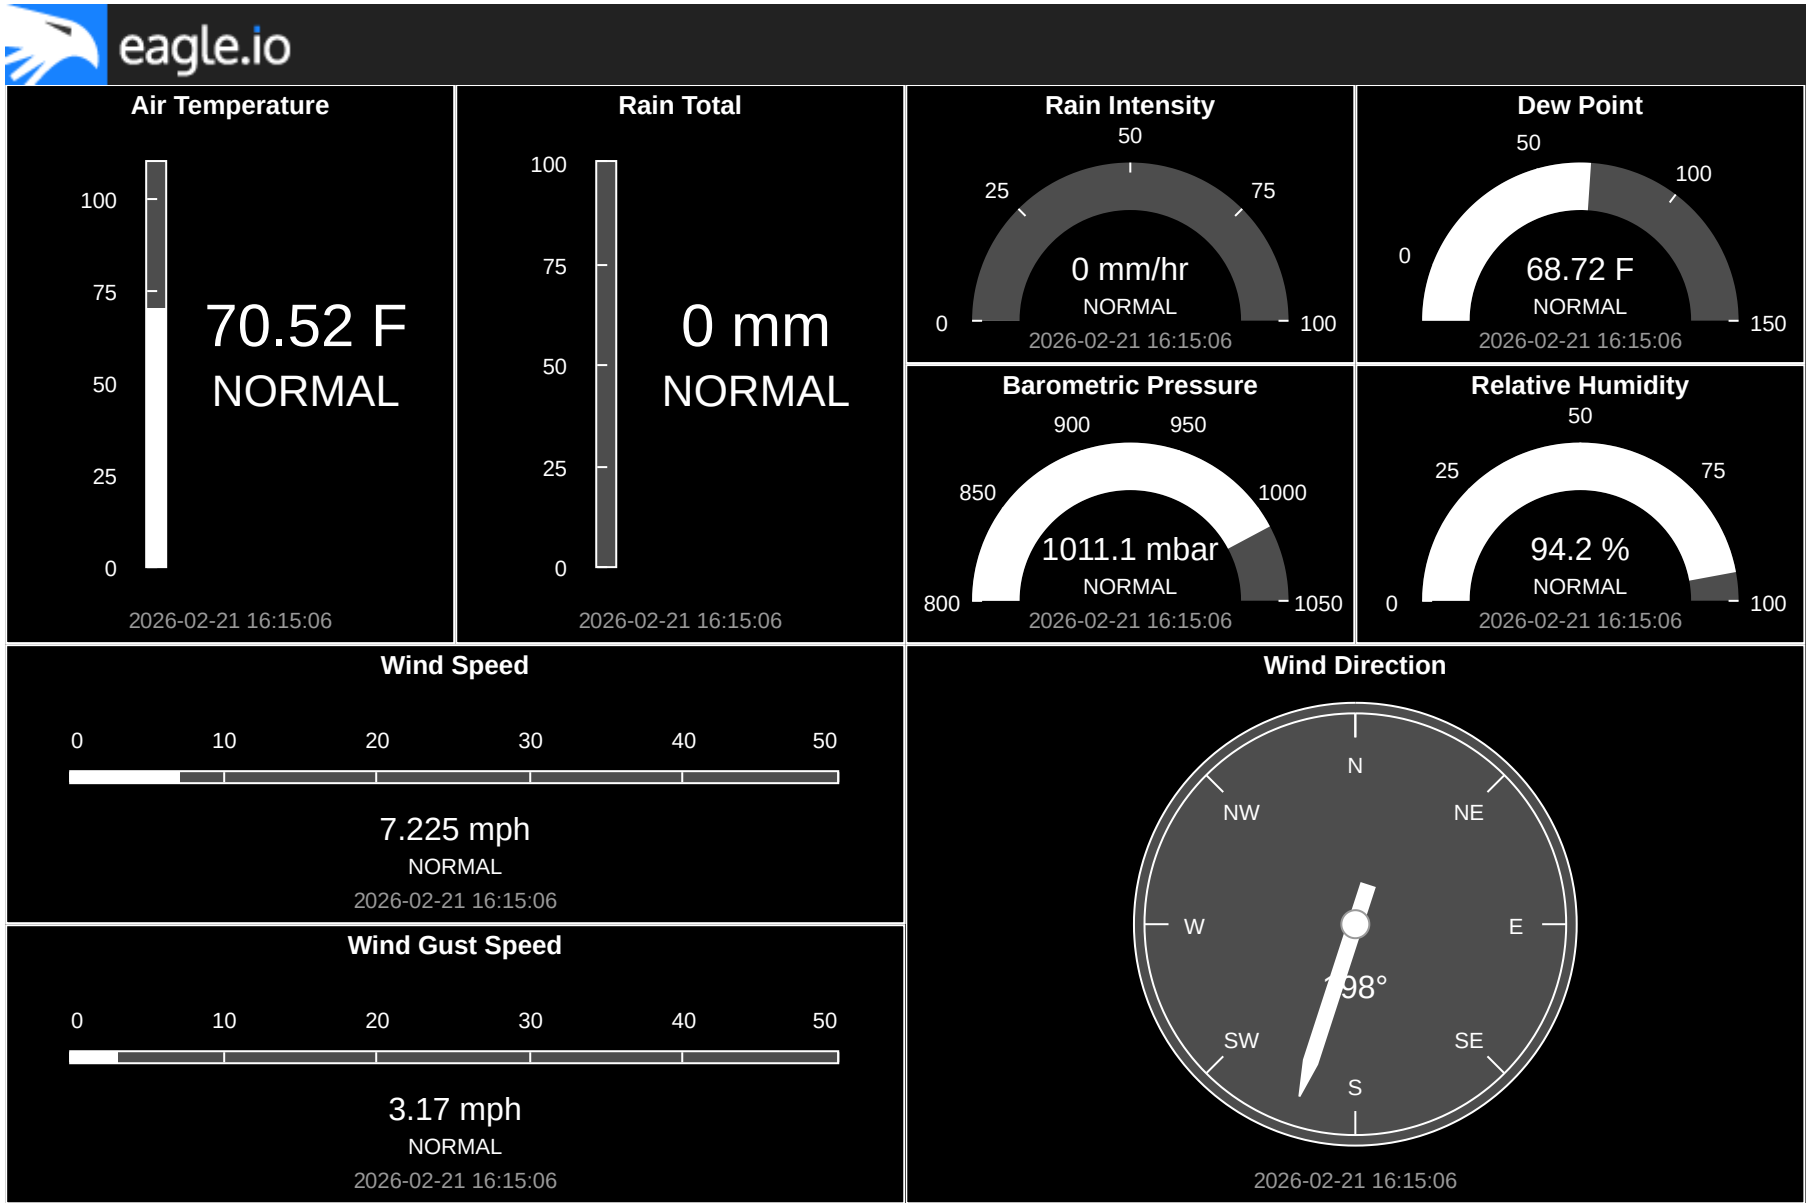 eagle.io
Air Temperature
100
75
50
25
0
70.52 F
NORMAL
2026-02-21 16:15:06
Rain Total
100
75
50
25
0
0 mm
NORMAL
2026-02-21 16:15:06
Rain Intensity
0
25
50
75
100
0 mm/hr
NORMAL
2026-02-21 16:15:06
Dew Point
0
50
100
150
68.72 F
NORMAL
2026-02-21 16:15:06
Barometric Pressure
800
850
900
950
1000
1050
1011.1 mbar
NORMAL
2026-02-21 16:15:06
Relative Humidity
0
25
50
75
100
94.2 %
NORMAL
2026-02-21 16:15:06
Wind Speed
0 10 20 30 40 50
7.225 mph
NORMAL
2026-02-21 16:15:06
Wind Gust Speed
0 10 20 30 40 50
3.17 mph
NORMAL
2026-02-21 16:15:06
Wind Direction
N
NW NE
W E
198°
SW SE
S
2026-02-21 16:15:06